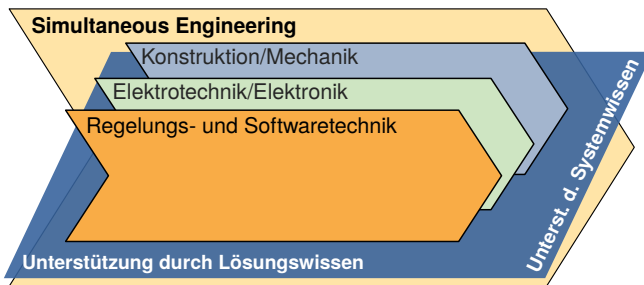 Simultaneous Engineering
Konstruktion/Mechanik
Elektrotechnik/Elektronik
Regelungs- und Softwaretechnik
Unterst. d. Systemwissen
Unterstützung durch Lösungswissen